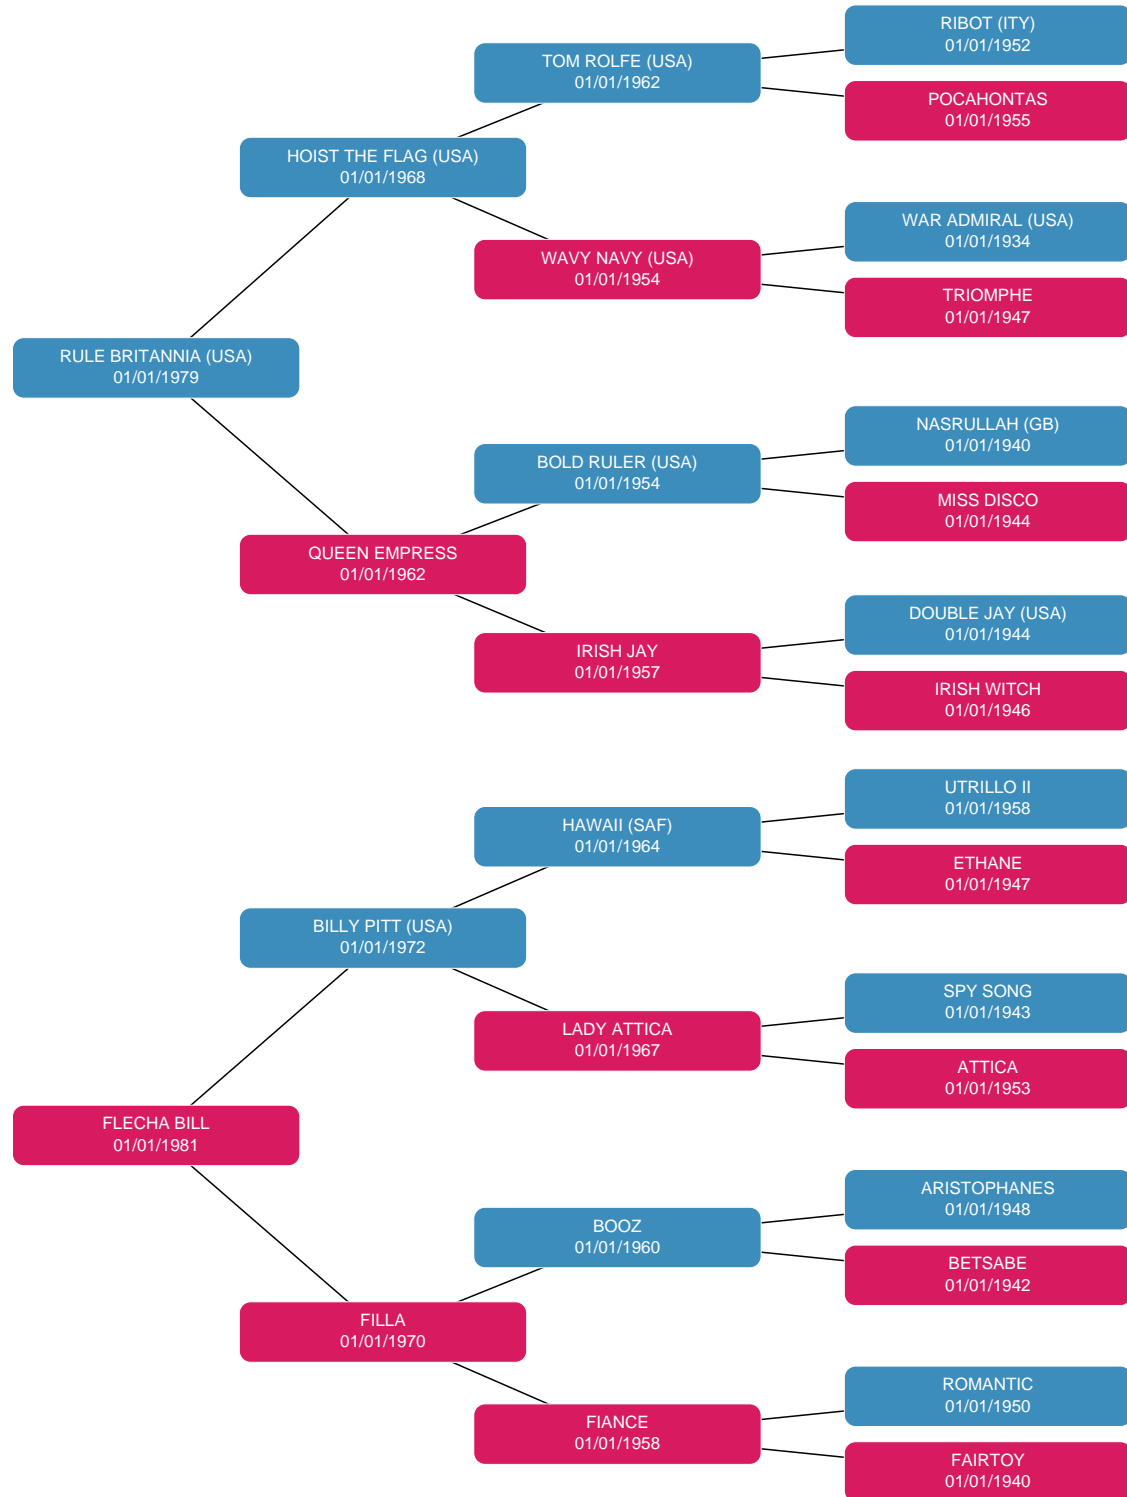 RIBOT (ITY)
01/01/1952
TOM ROLFE (USA)
01/01/1962
POCAHONTAS
01/01/1955
HOIST THE FLAG (USA)
01/01/1968
WAR ADMIRAL (USA)
01/01/1934
WAVY NAVY (USA)
01/01/1954
TRIOMPHE
01/01/1947
RULE BRITANNIA (USA)
01/01/1979
NASRULLAH (GB)
01/01/1940
BOLD RULER (USA)
01/01/1954
MISS DISCO
01/01/1944
QUEEN EMPRESS
01/01/1962
DOUBLE JAY (USA)
01/01/1944
IRISH JAY
01/01/1957
IRISH WITCH
01/01/1946
UTRILLO II
01/01/1958
HAWAII (SAF)
01/01/1964
ETHANE
01/01/1947
BILLY PITT (USA)
01/01/1972
SPY SONG
01/01/1943
LADY ATTICA
01/01/1967
ATTICA
01/01/1953
FLECHA BILL
01/01/1981
ARISTOPHANES
01/01/1948
BOOZ
01/01/1960
BETSABE
01/01/1942
FILLA
01/01/1970
ROMANTIC
01/01/1950
FIANCE
01/01/1958
FAIRTOY
01/01/1940